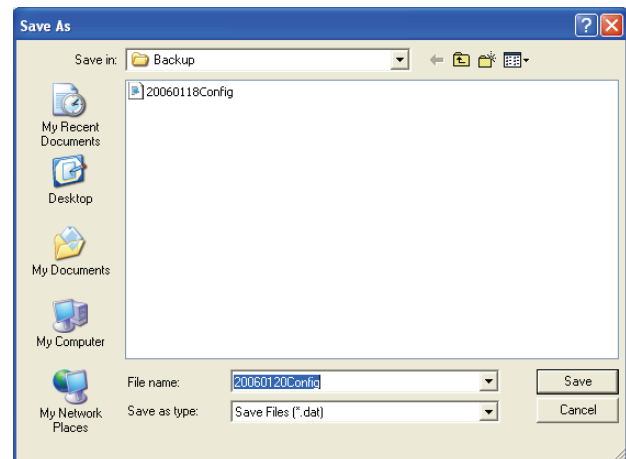 Save As
Save in:
Backup
20060118Config
My Recent
Documents
Desktop
My Documents
My Computer
My Network
Places
File name:
20060120Config
Save
Save as type:
Save Files (*.dat)
Cancel